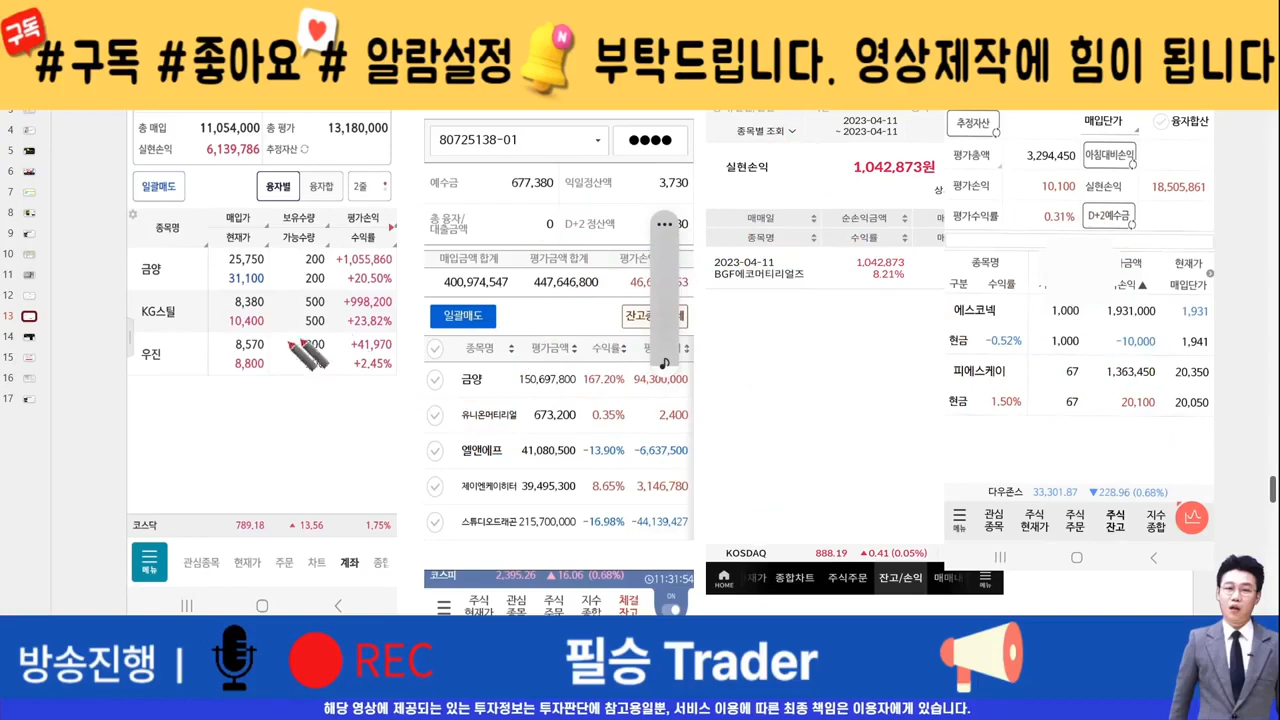 구독
#구독 #좋아요 # 알람설정 부탁드립니다. 영상제작에 힘이 됩니다
N
4
5
6
7
8
9
10
11
12
13
14
15
16
17
총 매입 11,054,000 총 평가 13,180,000
실현손익 6,139,786 추정자산
일괄매도 융자별 융자합 2줄
종목명 매입가 보유수량 평가손익
현재가 가능수량 수익률
금양 25,750 200 +1,055,860
31,100 200 +20.50%
KG스틸 8,380 500 +998,200
10,400 500 +23,82%
우진 8,570 +41,970
8,800 +2.45%
코스닥 789.18 ▲ 13,56 1,75%
메뉴 관심종목 현재가 주문 차트 계좌 종합
80725138-01 ●●●●
예수금 677,380 익일정산액 3,730
총 융자/대출금액 0 D+2 정산액
매입금액 합계 평가금액 합계 평가손
400,974,547 447,646,800 46,
일괄매도
종목명 평가금액 수익률
금양 150,697,800 167.20% 94,300,000
유니온머티리얼 673,200 0.35% 2,400
엘앤에프 41,080,500 -13.90% -6,637,500
제이엔케이히터 39,495,300 8.65% 3,146,780
스튜디오드래곤 215,700,000 -16.98% -44,139,427
코스피 2,395,26 ▲ 16.06 (0.68%) 11:31:54
주식현재가 관심종목 주식주문 지수종합 체결잔고 ON
종목별 조회 2023-04-11
~ 2023-04-11
실현손익 1,042,873원
매매일 순손익금액
종목명 수익률
2023-04-11 1,042,873
BGF에코머티리얼즈 8.21%
KOSDAQ 888.19 ▲0.41 (0.05%)
HOME 재가 종합차트 주식주문 잔고/손익 매매내 메뉴
추정자산 매입단가 융자합산
평가총액 3,294,450 아침대비손익
평가손익 10,100 실현손익 18,505,861
평가수익률 0.31% D+2예수금
종목명 금액 현재가
구분 수익률 손익▲ 매입단가
에스코넥 1,000 1,931,000 1,931
현금 -0.52% 1,000 -10,000 1,941
피에스케이 67 1,363,450 20,350
현금 1.50% 67 20,100 20,050
다우존스 33,301.87 ▼228.96 (0.68%)
메뉴 관심종목 주식현재가 주식주문 주식잔고 지수종합
방송진행 | REC 필승 Trader
해당 영상에 제공되는 있는 투자정보는 투자판단에 참고용일뿐, 서비스 이용에 따른 최종 책임은 이용자에게 있습니다.